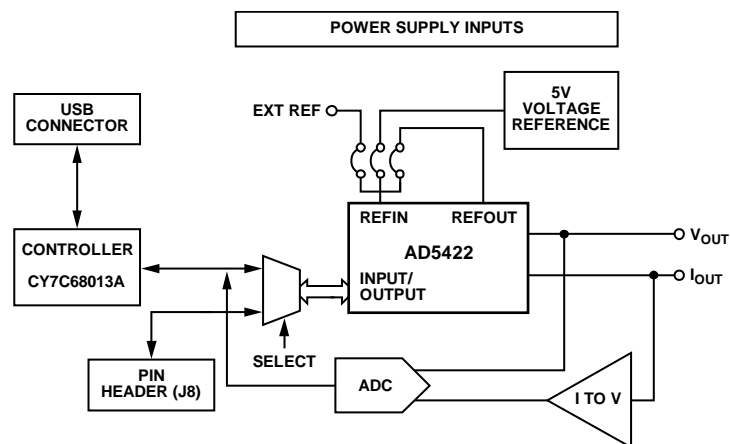 POWER SUPPLY INPUTS
USB
CONNECTOR
EXT REF
5V
VOLTAGE
REFERENCE
REFIN
REFOUT
CONTROLLER
CY7C68013A
AD5422
INPUT/
OUTPUT
VOUT
IOUT
SELECT
PIN
HEADER (J8)
ADC
I TO V